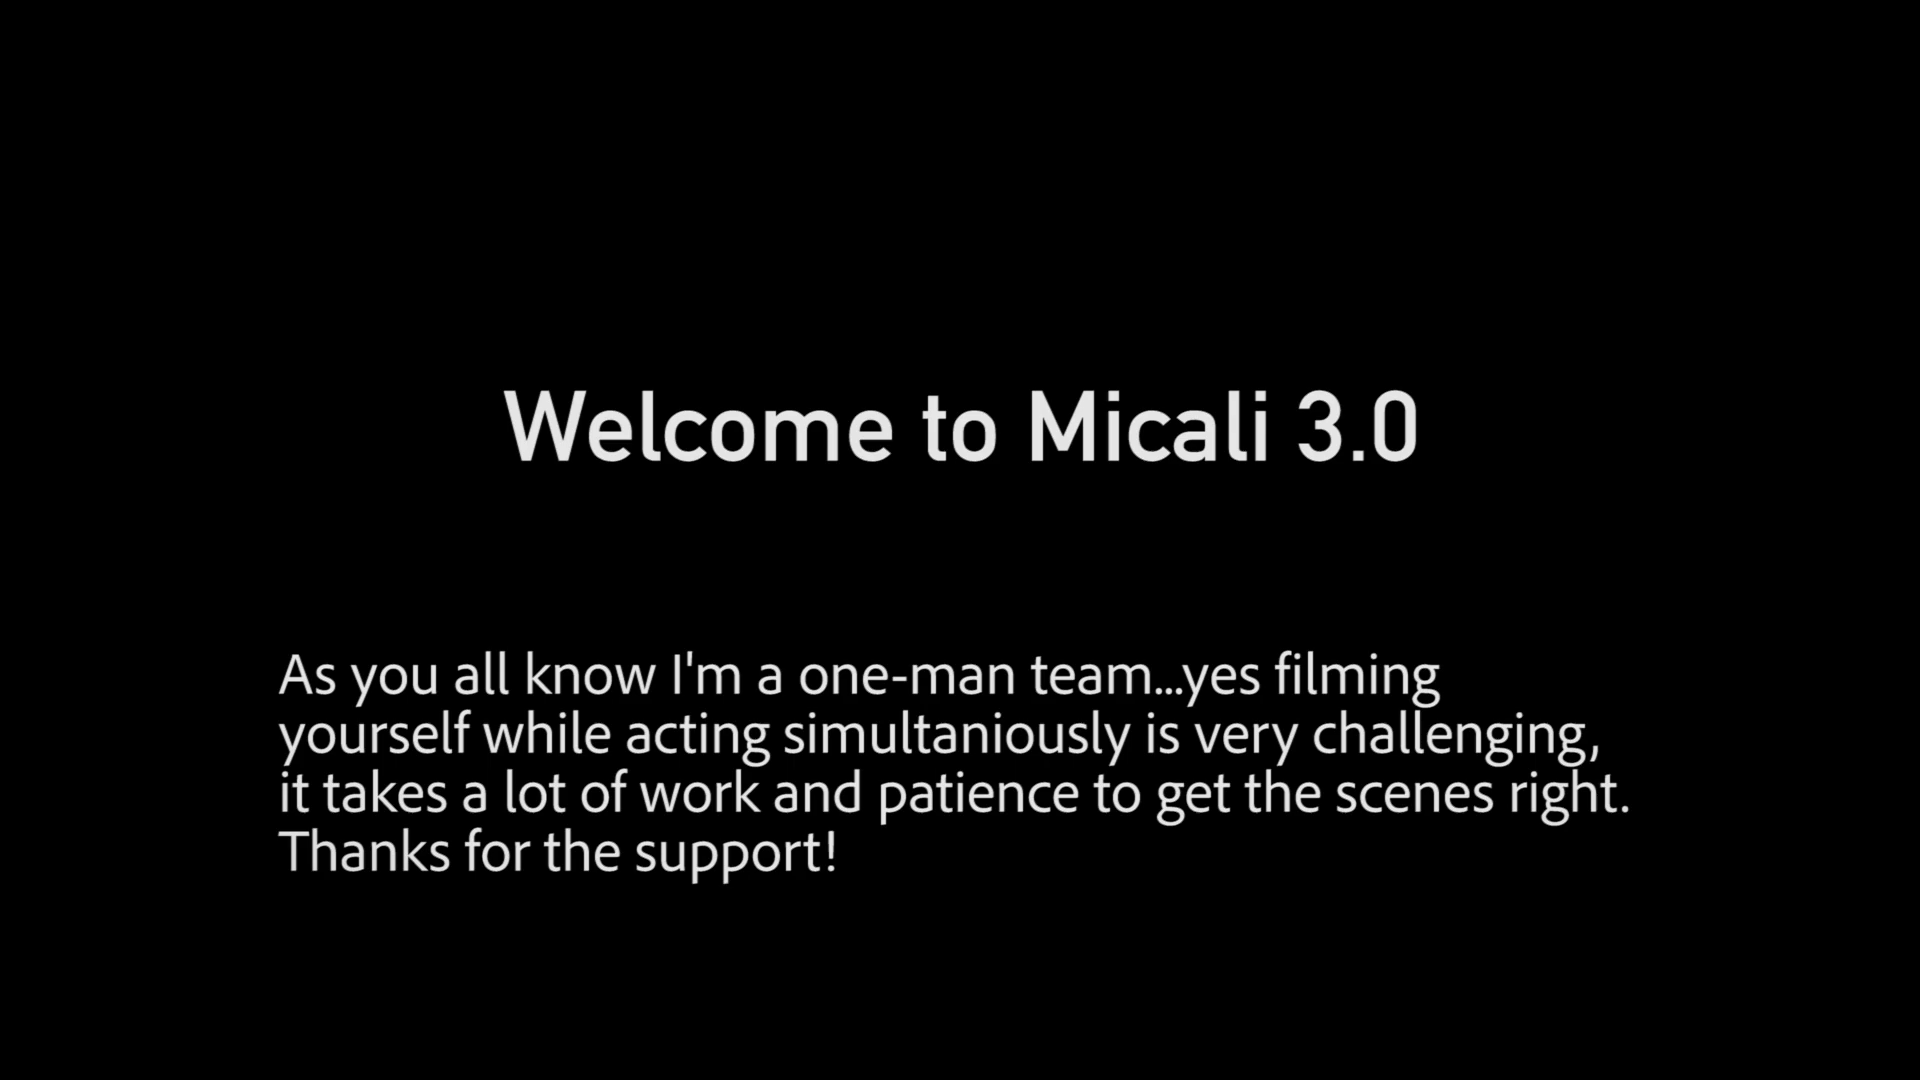 Welcome to Micali 3.0
As you all know I'm a one-man team...yes filming
yourself while acting simultaniously is very challenging,
it takes a lot of work and patience to get the scenes right.
Thanks for the support!